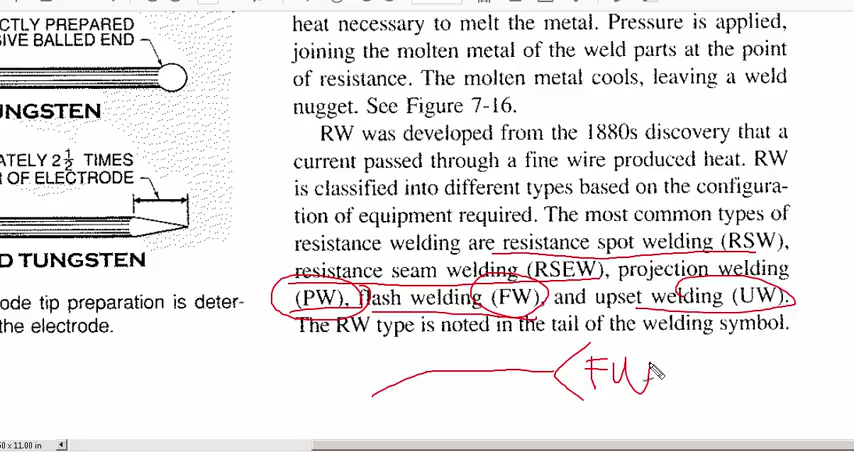 CTLY PREPARED
SIVE BALLED END
NGSTEN
ATELY 2 1/2 TIMES
R OF ELECTRODE
D TUNGSTEN
ode tip preparation is deter-
the electrode.
heat necessary to melt the metal. Pressure is applied,
joining the molten metal of the weld parts at the point
of resistance. The molten metal cools, leaving a weld
nugget. See Figure 7-16.
RW was developed from the 1880s discovery that a
current passed through a fine wire produced heat. RW
is classified into different types based on the configura-
tion of equipment required. The most common types of
resistance welding are resistance spot welding (RSW),
resistance seam welding (RSEW), projection welding
(PW), flash welding (FW), and upset welding (UW).
The RW type is noted in the tail of the welding symbol.
FW
50 x 11.00 in